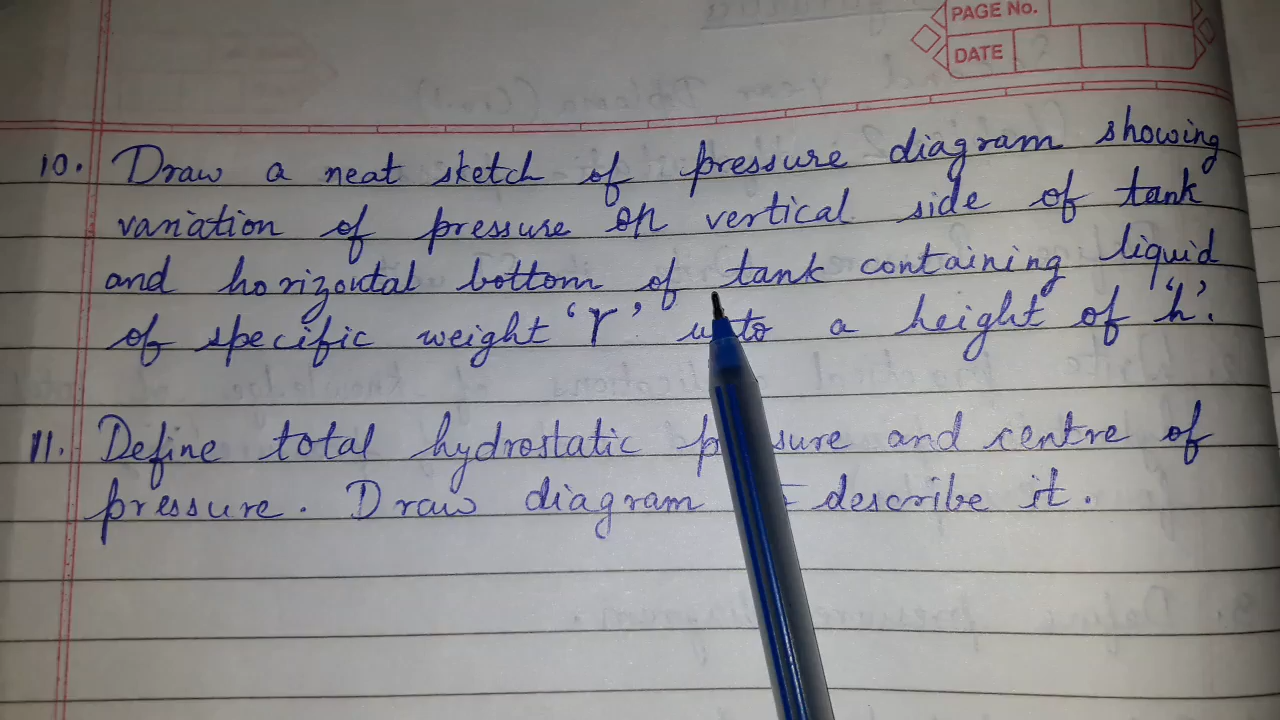 PAGE No.
DATE
10. Draw a neat sketch of pressure diagram showing
variation of pressure on vertical side of tank
and horizontal bottom of tank containing liquid
of specific weight 'γ' upto a height of 'h'.
11. Define total hydrostatic and centre of
pressure. Draw diagram describe it.